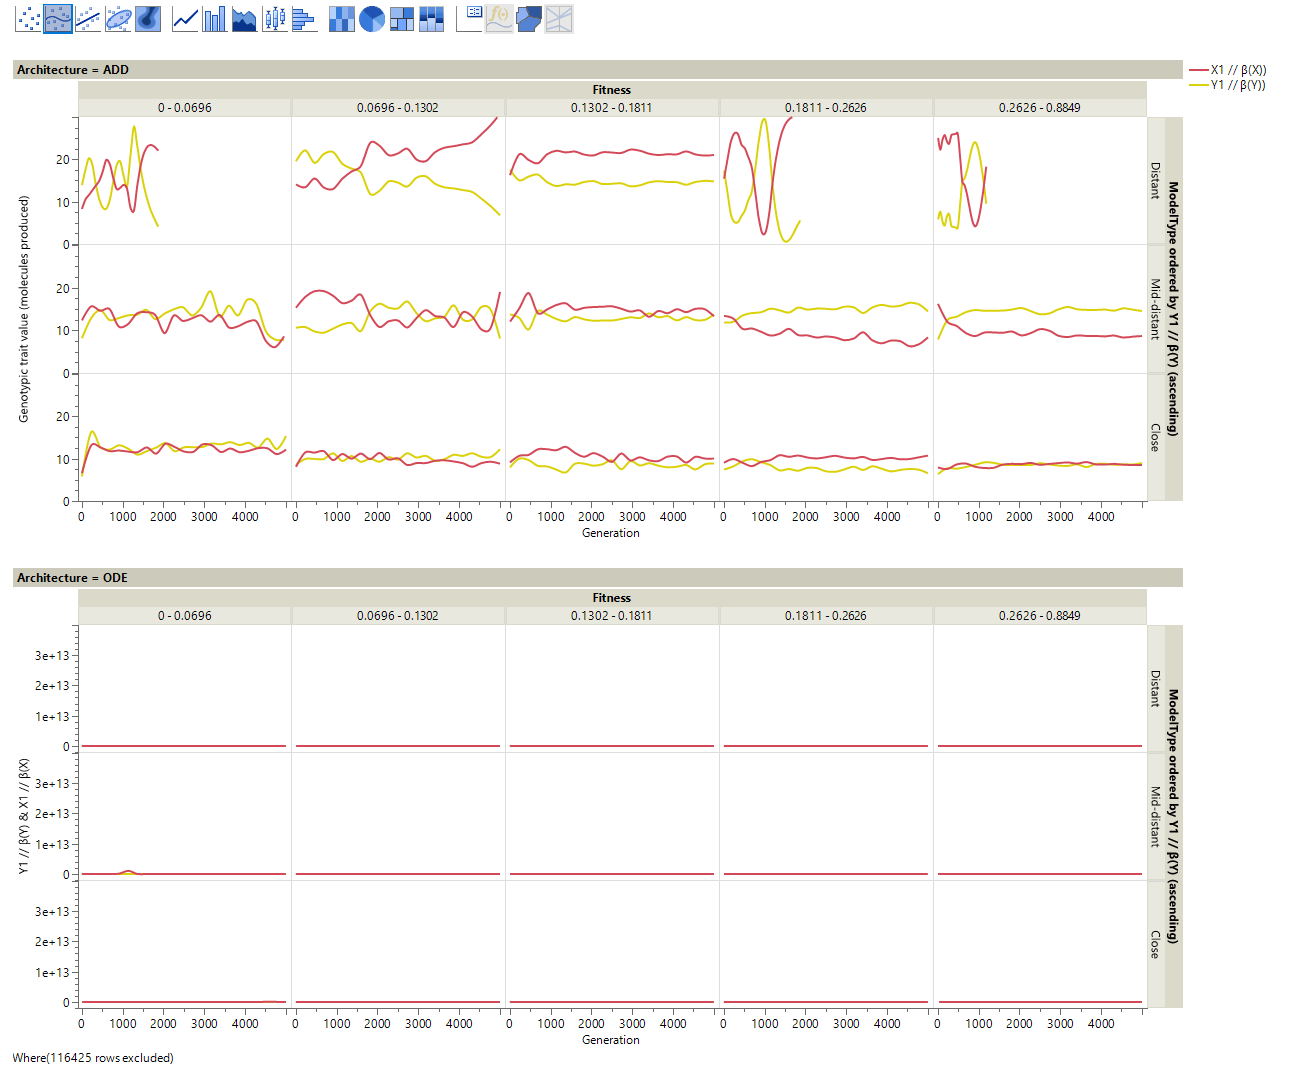 Architecture = ADD
X1 // β(X))
Y1 // β(Y))
Fitness
0 - 0.0696
0.0696 - 0.1302
0.1302 - 0.1811
0.1811 - 0.2626
0.2626 - 0.8849
Genotypic trait value (molecules produced)
20
10
0
20
10
0
20
10
0
Distant
Mid-distant
Close
ModelType ordered by Y1 // β(Y) (ascending)
0 1000 2000 3000 4000 0 1000 2000 3000 4000 0 1000 2000 3000 4000 0 1000 2000 3000 4000 0 1000 2000 3000 4000
Generation
Architecture = ODE
Fitness
0 - 0.0696
0.0696 - 0.1302
0.1302 - 0.1811
0.1811 - 0.2626
0.2626 - 0.8849
Y1 // β(Y) & X1 // β(X)
3e+13
2e+13
1e+13
0
3e+13
2e+13
1e+13
0
3e+13
2e+13
1e+13
0
Distant
Mid-distant
Close
ModelType ordered by Y1 // β(Y) (ascending)
0 1000 2000 3000 4000 0 1000 2000 3000 4000 0 1000 2000 3000 4000 0 1000 2000 3000 4000 0 1000 2000 3000 4000
Generation
Where(116425 rows excluded)